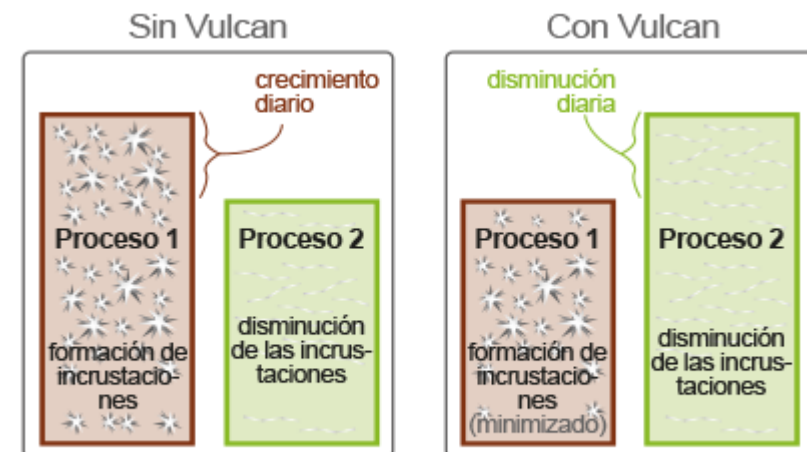 Sin Vulcan
crecimiento
diario
Proceso 1
formación de
incrustacio-
nes
Proceso 2
disminución
de las incrus-
taciones
Con Vulcan
disminución
diaria
Proceso 1
formación de
incrustacio-
nes
(minimizado)
Proceso 2
disminución
de las incrus-
taciones